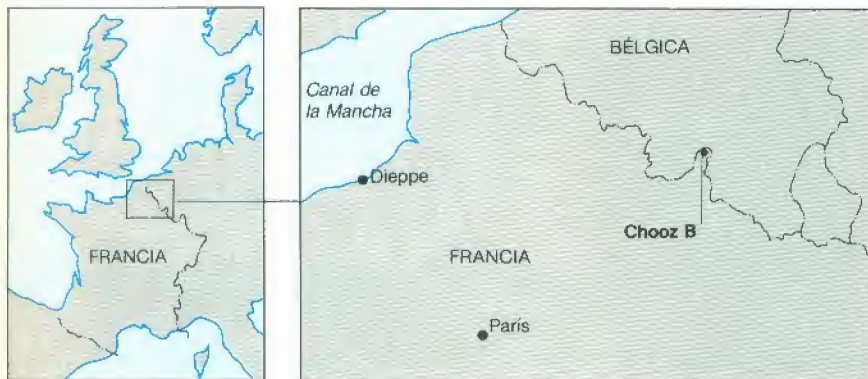 FRANCIA
BÉLGICA
Canal de
la Mancha
Dieppe
Chooz B
FRANCIA
París